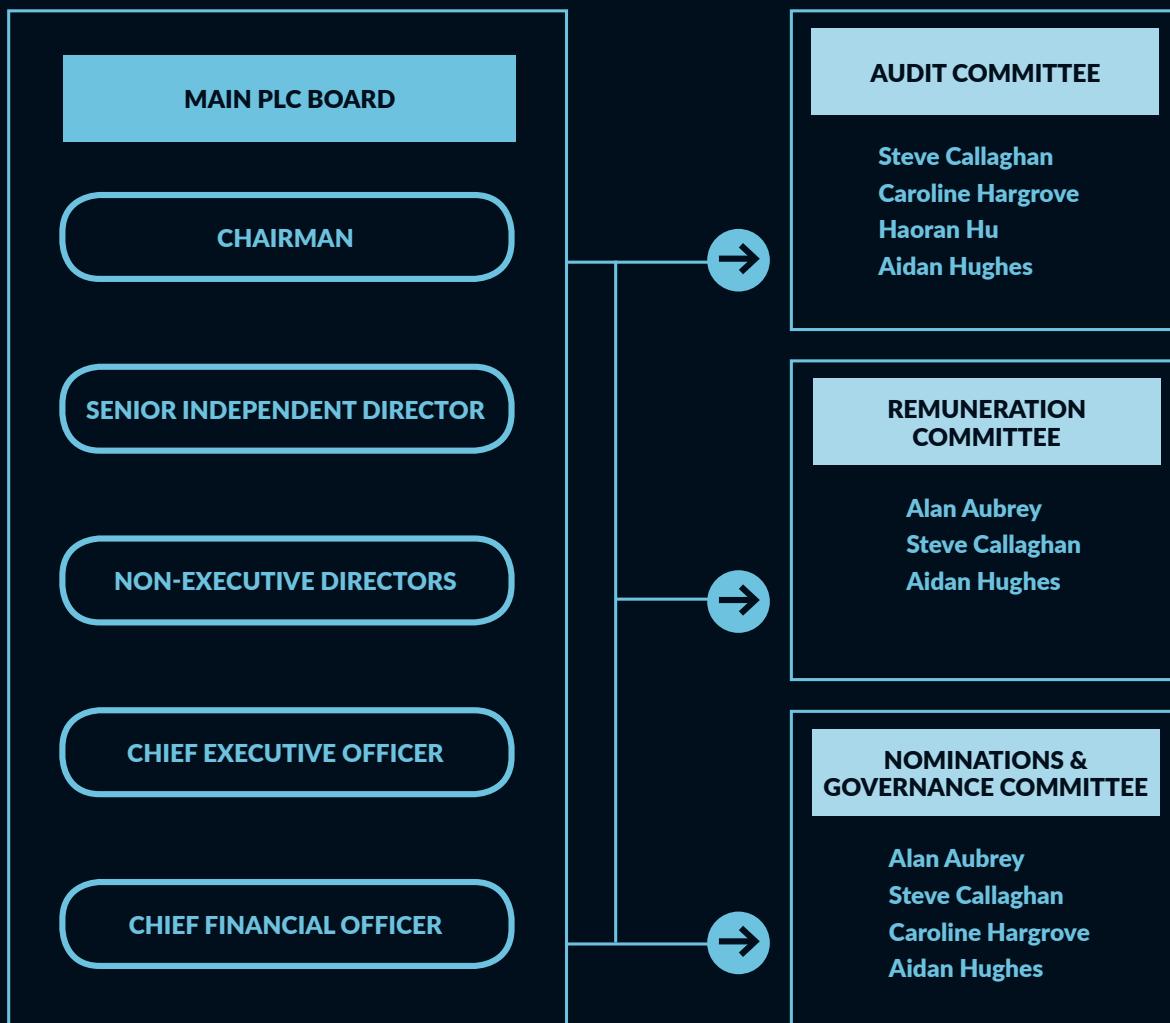 MAIN PLC BOARD
CHAIRMAN
SENIOR INDEPENDENT DIRECTOR
NON-EXECUTIVE DIRECTORS
CHIEF EXECUTIVE OFFICER
CHIEF FINANCIAL OFFICER
AUDIT COMMITTEE
Steve Callaghan
Caroline Hargrove
Haoran Hu
Aidan Hughes
REMUNERATION
COMMITTEE
Alan Aubrey
Steve Callaghan
Aidan Hughes
NOMINATIONS &
GOVERNANCE COMMITTEE
Alan Aubrey
Steve Callaghan
Caroline Hargrove
Aidan Hughes